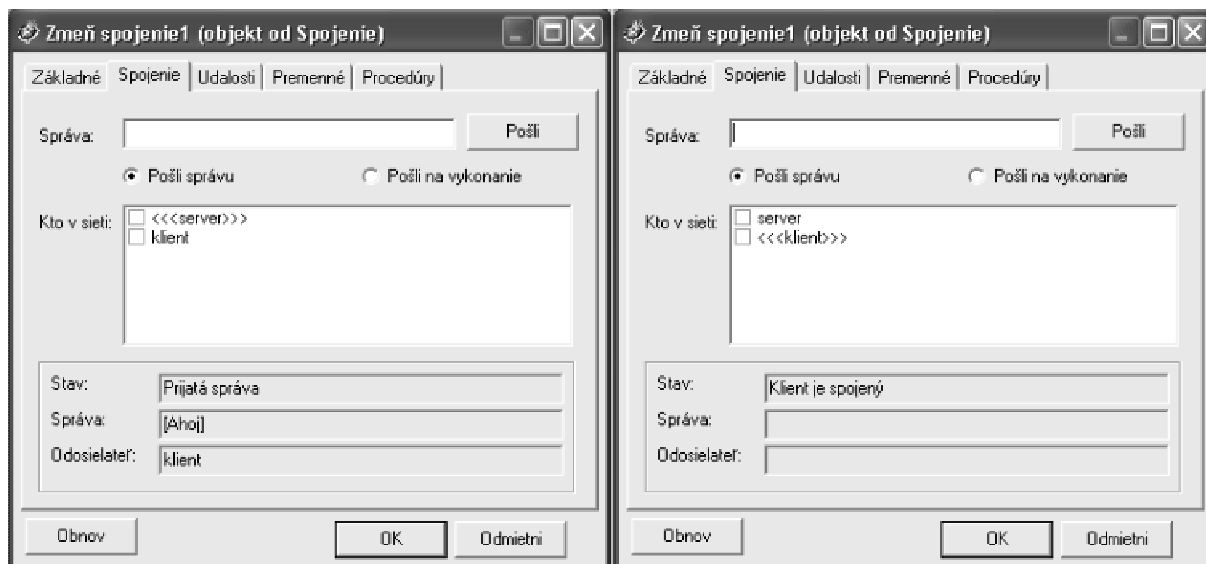 Zmeň spojenie1 (objekt od Spojenie)
Základné Spojenie Udalosti Premenné Procedúry
Správa: Pošli
Pošli správu Pošli na vykonanie
Kto v sieti: <<<server>>>
klient
Stav: Prijatá správa
Správa: [Ahoj]
Odosielateľ: klient
Obnov OK Odmietni
Zmeň spojenie1 (objekt od Spojenie)
Základné Spojenie Udalosti Premenné Procedúry
Správa: Pošli
Pošli správu Pošli na vykonanie
Kto v sieti: server
<<<klient>>>
Stav: Klient je spojený
Správa:
Odosielateľ:
Obnov OK Odmietni